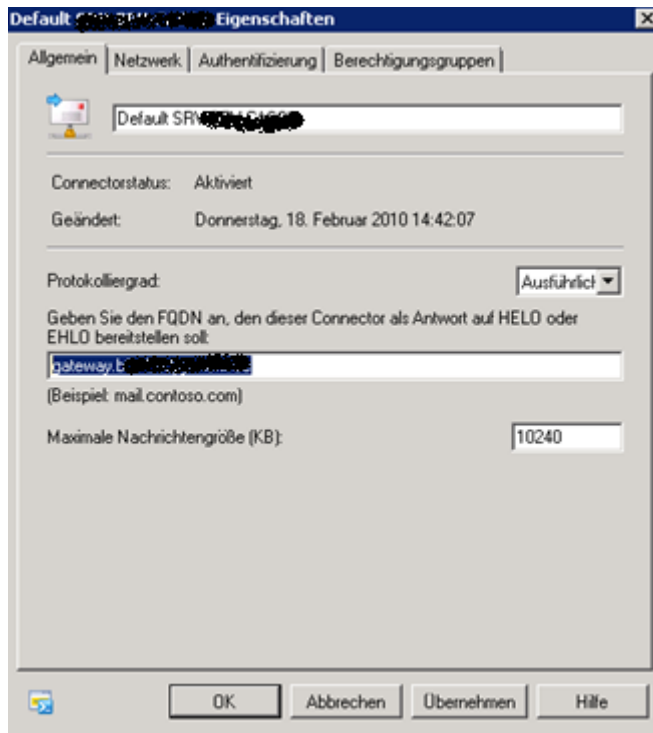 Default Eigenschaften
Allgemein Netzwerk Authentifizierung Berechtigungsgruppen
Default
Connectorstatus: Aktiviert
Geändert: Donnerstag, 18. Februar 2010 14:42:07
Protokolliergrad: Ausführlich
Geben Sie den FQDN an, den dieser Connector als Antwort auf HELO oder
EHLO bereitstellen soll:
(Beispiel: mail.contoso.com)
Maximale Nachrichtengröße (KB): 10240
OK Abbrechen Übernehmen Hilfe